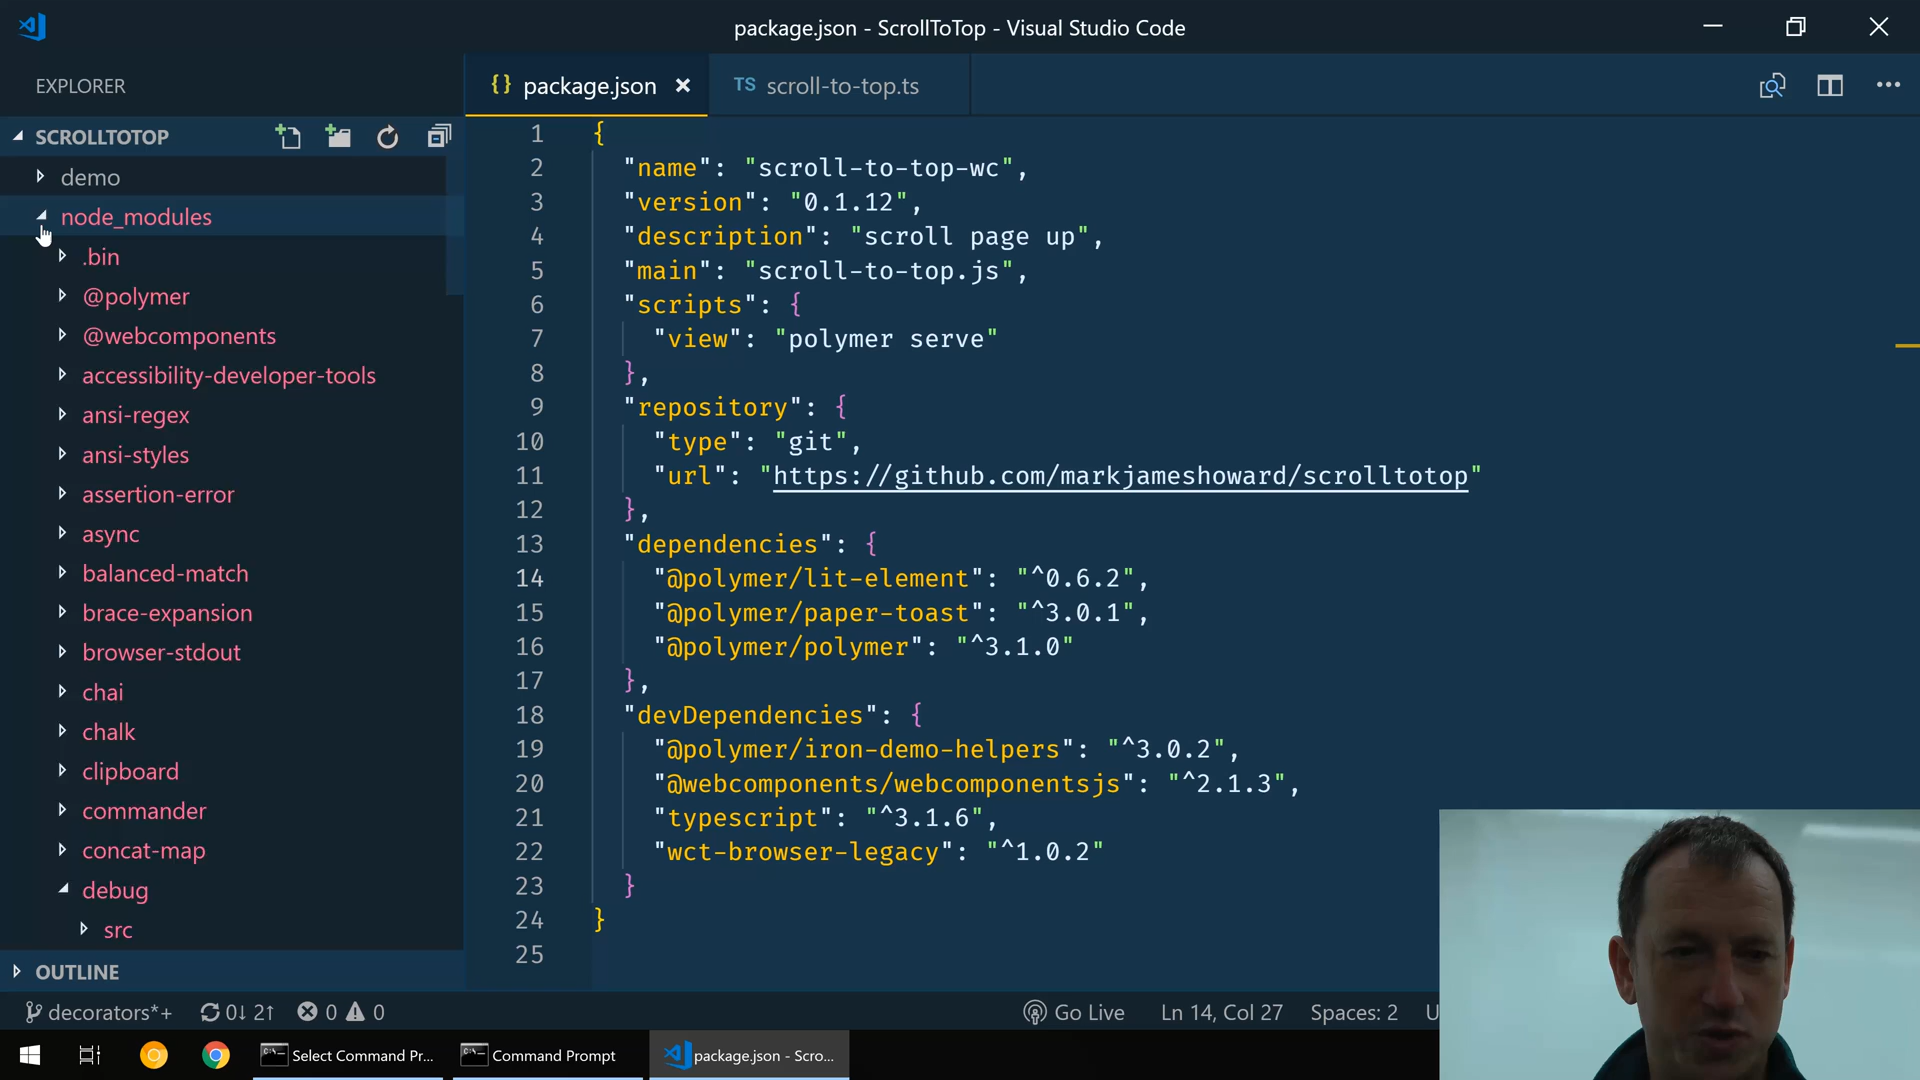 package.json - ScrollToTop - Visual Studio Code
EXPLORER
{} package.json
TS scroll-to-top.ts
SCROLLTOTOP
demo
node_modules
.bin
@polymer
@webcomponents
accessibility-developer-tools
ansi-regex
ansi-styles
assertion-error
async
balanced-match
brace-expansion
browser-stdout
chai
chalk
clipboard
commander
concat-map
debug
src
OUTLINE
1 {
2 "name": "scroll-to-top-wc",
3 "version": "0.1.12",
4 "description": "scroll page up",
5 "main": "scroll-to-top.js",
6 "scripts": {
7 "view": "polymer serve"
8 },
9 "repository": {
10 "type": "git",
11 "url": "https://github.com/markjameshoward/scrolltotop"
12 },
13 "dependencies": {
14 "@polymer/lit-element": "^0.6.2",
15 "@polymer/paper-toast": "^3.0.1",
16 "@polymer/polymer": "^3.1.0"
17 },
18 "devDependencies": {
19 "@polymer/iron-demo-helpers": "^3.0.2",
20 "@webcomponents/webcomponentsjs": "^2.1.3",
21 "typescript": "^3.1.6",
22 "wct-browser-legacy": "^1.0.2"
23 }
24 }
25
decorators*+ 0↓ 2↑ 0 0 Go Live Ln 14, Col 27 Spaces: 2 U
Select Command Pr... Command Prompt package.json - Scro...